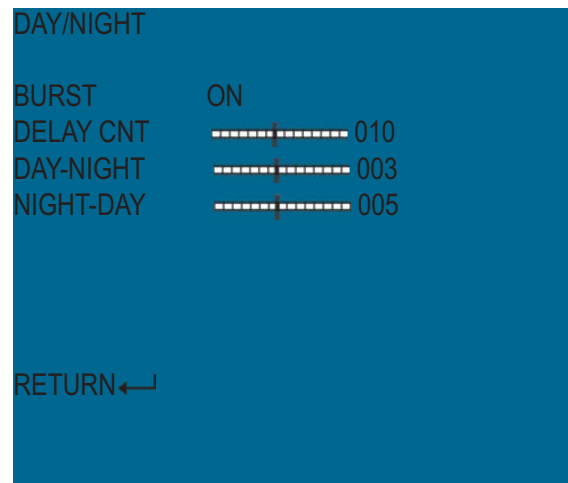 DAY/NIGHT
BURST ON
DELAY CNT 010
DAY-NIGHT 003
NIGHT-DAY 005
RETURN